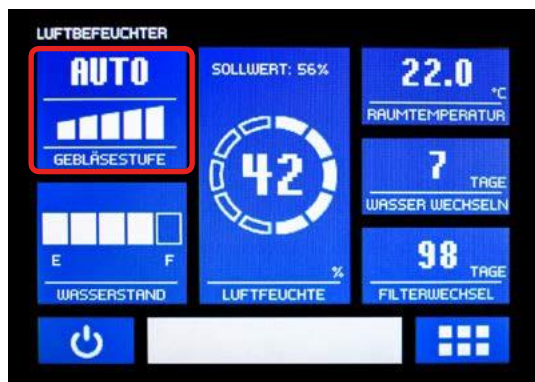 LUFTBEFEUCHTER
AUTO
GEBLÄSESTUFE
E F
WASSERSTAND
SOLLWERT: 56%
42
%
LUFTFEUCHTE
22.0 °C
RAUMTEMPERATUR
7 TAGE
WASSER WECHSELN
98 TAGE
FILTERWECHSEL